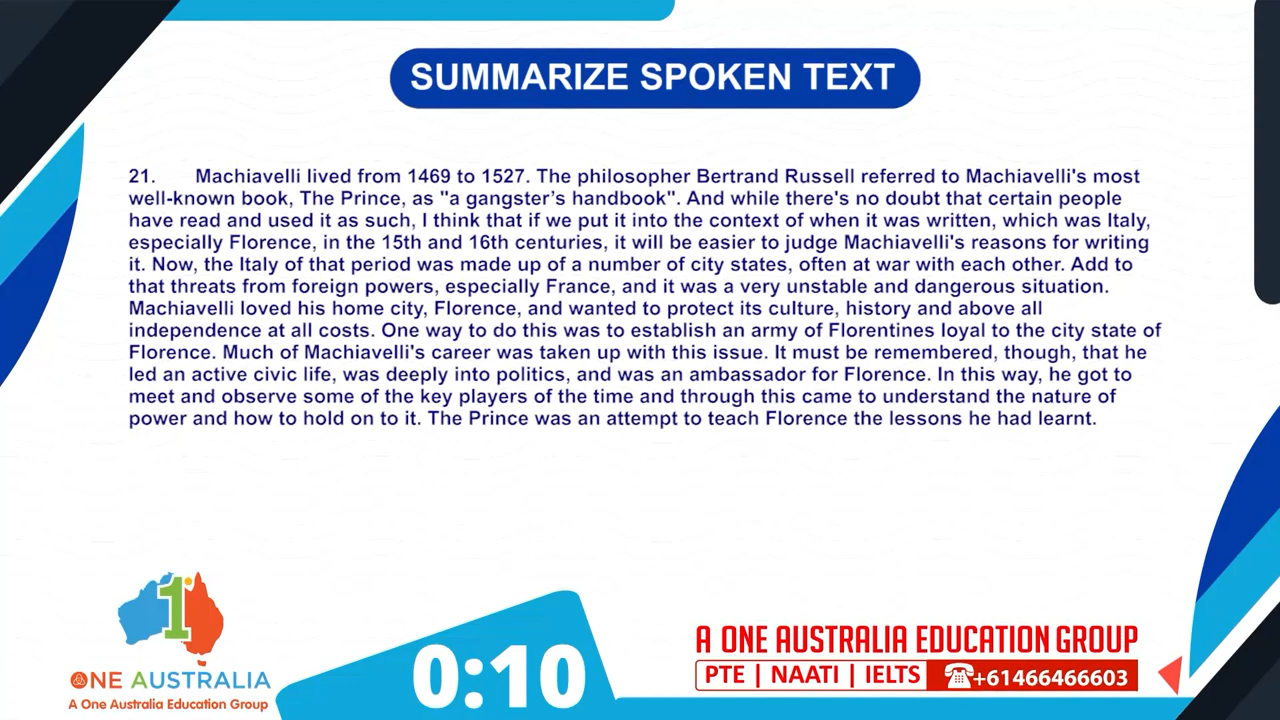 SUMMARIZE SPOKEN TEXT
21. Machiavelli lived from 1469 to 1527. The philosopher Bertrand Russell referred to Machiavelli's most
well-known book, The Prince, as "a gangster's handbook". And while there's no doubt that certain people
have read and used it as such, I think that if we put it into the context of when it was written, which was Italy,
especially Florence, in the 15th and 16th centuries, it will be easier to judge Machiavelli's reasons for writing
it. Now, the Italy of that period was made up of a number of city states, often at war with each other. Add to
that threats from foreign powers, especially France, and it was a very unstable and dangerous situation.
Machiavelli loved his home city, Florence, and wanted to protect its culture, history and above all
independence at all costs. One way to do this was to establish an army of Florentines loyal to the city state of
Florence. Much of Machiavelli's career was taken up with this issue. It must be remembered, though, that he
led an active civic life, was deeply into politics, and was an ambassador for Florence. In this way, he got to
meet and observe some of the key players of the time and through this came to understand the nature of
power and how to hold on to it. The Prince was an attempt to teach Florence the lessons he had learnt.
1
ONE AUSTRALIA
A One Australia Education Group
0:10
A ONE AUSTRALIA EDUCATION GROUP
PTE | NAATI | IELTS
+61466466603